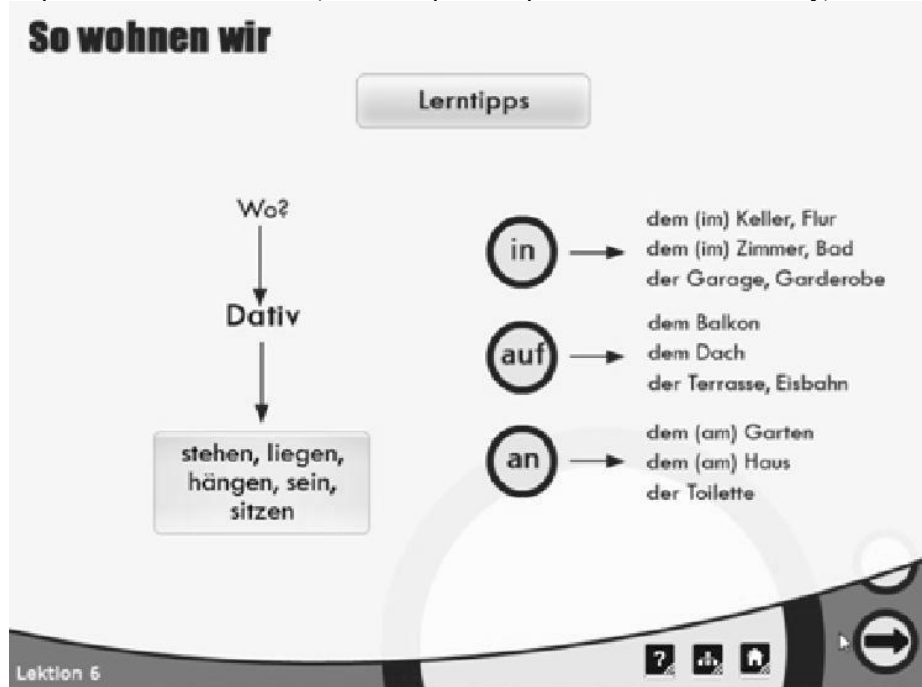 So wohnen wir
Lerntipps
Wo?
Dativ
stehen, liegen,
hängen, sein,
sitzen
in
dem (im) Keller, Flur
dem (im) Zimmer, Bad
der Garage, Garderobe
auf
dem Balkon
dem Dach
der Terrasse, Eisbahn
an
dem (am) Garten
dem (am) Haus
der Toilette
?
Lektion 6